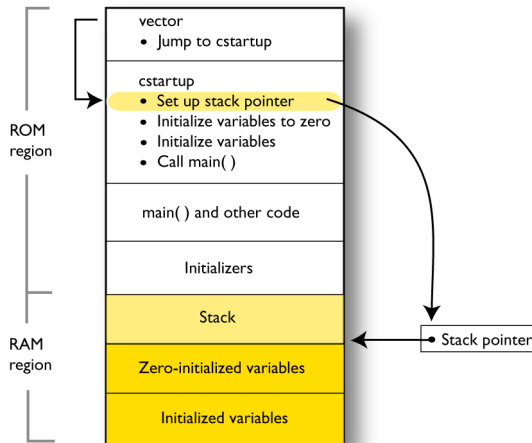 vector
• Jump to cstartup
cstartup
• Set up stack pointer
• Initialize variables to zero
• Initialize variables
• Call main( )
ROM
region
main( ) and other code
Initializers
Stack
RAM
region
Stack pointer
Zero-initialized variables
Initialized variables